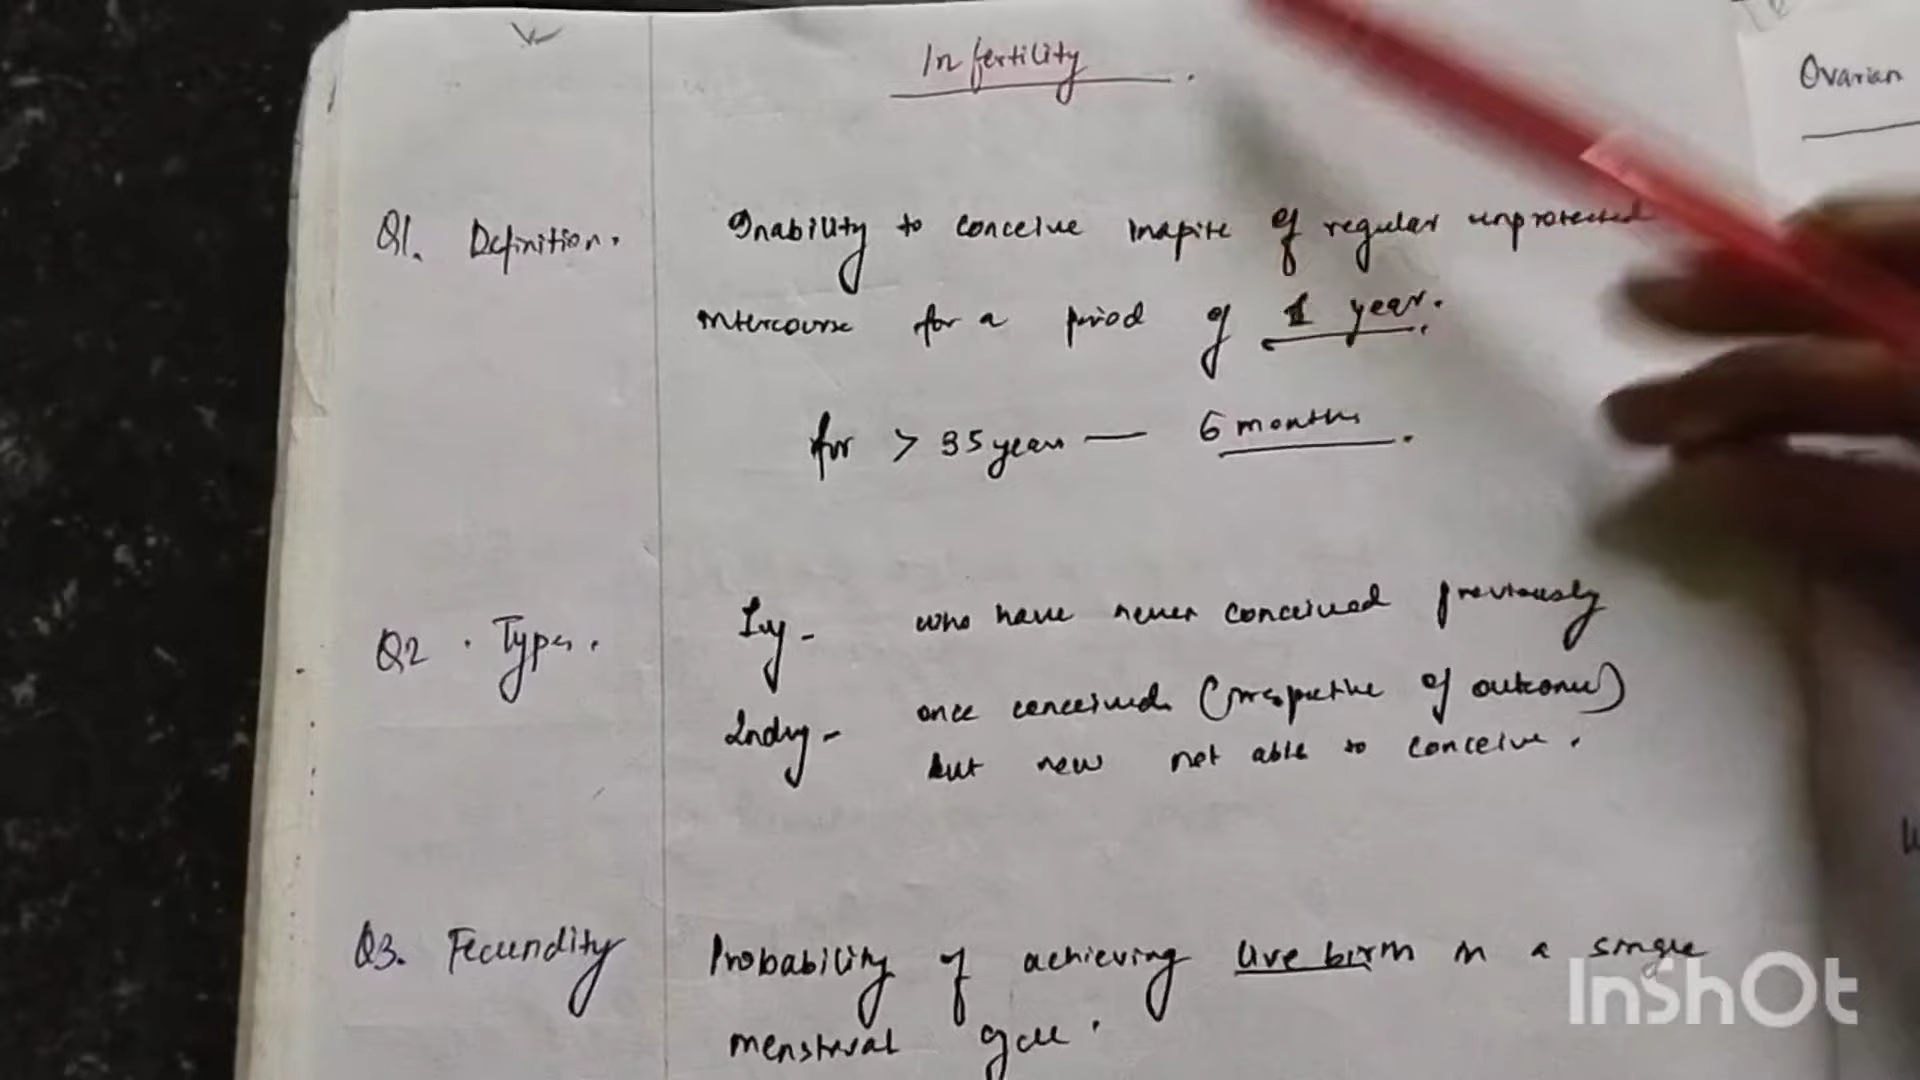 Infertility.
Ovarian
Q1. Definition.
Inability to conceive inspite of regular unprotected
intercourse for a period of 1 year.
for > 35 years — 6 months.
Q2. Types.
Iry - who have never conceived previously
2ndry - once conceived (irrespective of outcome)
but now not able to conceive.
Q3. Fecundity
Probability of achieving live birth in a single
menstrual cycle.
InShOt